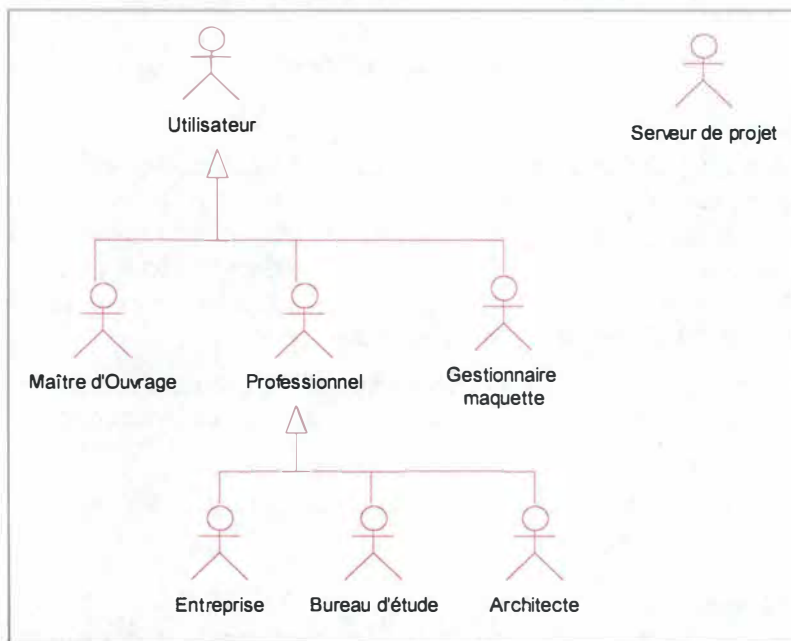 Utilisateur
Serveur de projet
Maître d'Ouvrage
Professionnel
Gestionnaire
maquette
Entreprise
Bureau d'étude
Architecte